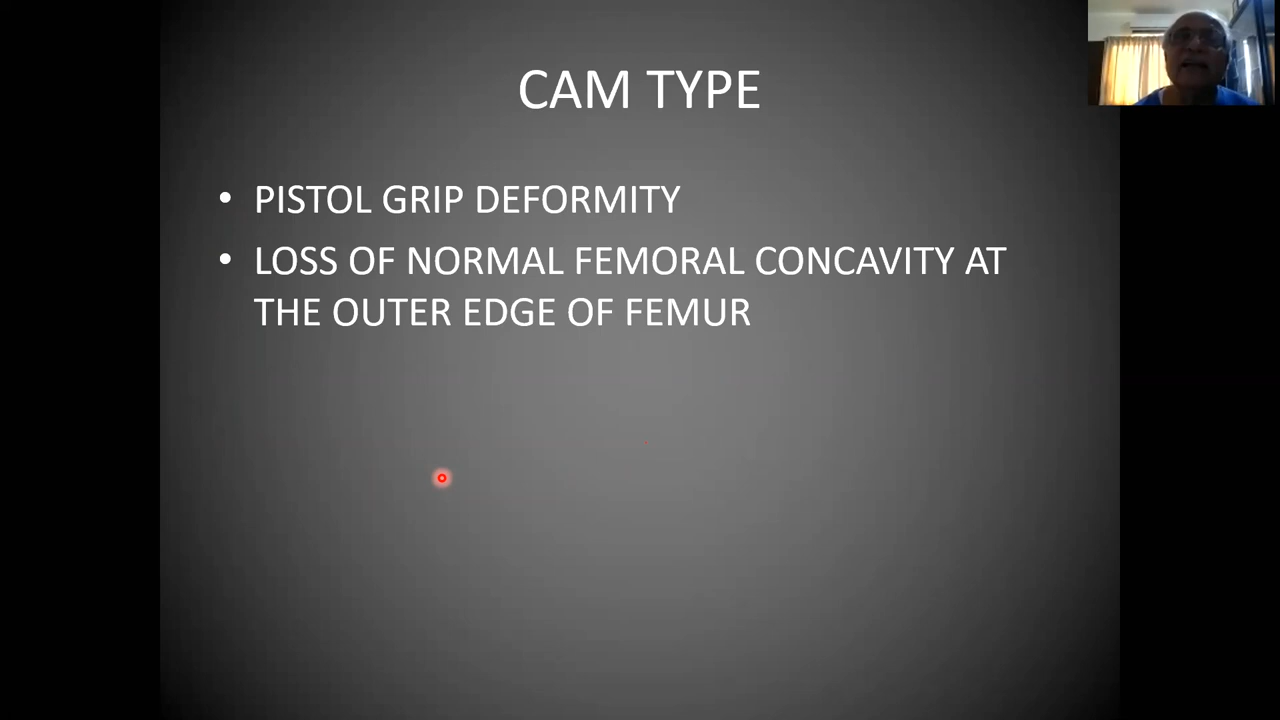 CAM TYPE
• PISTOL GRIP DEFORMITY
• LOSS OF NORMAL FEMORAL CONCAVITY AT
THE OUTER EDGE OF FEMUR